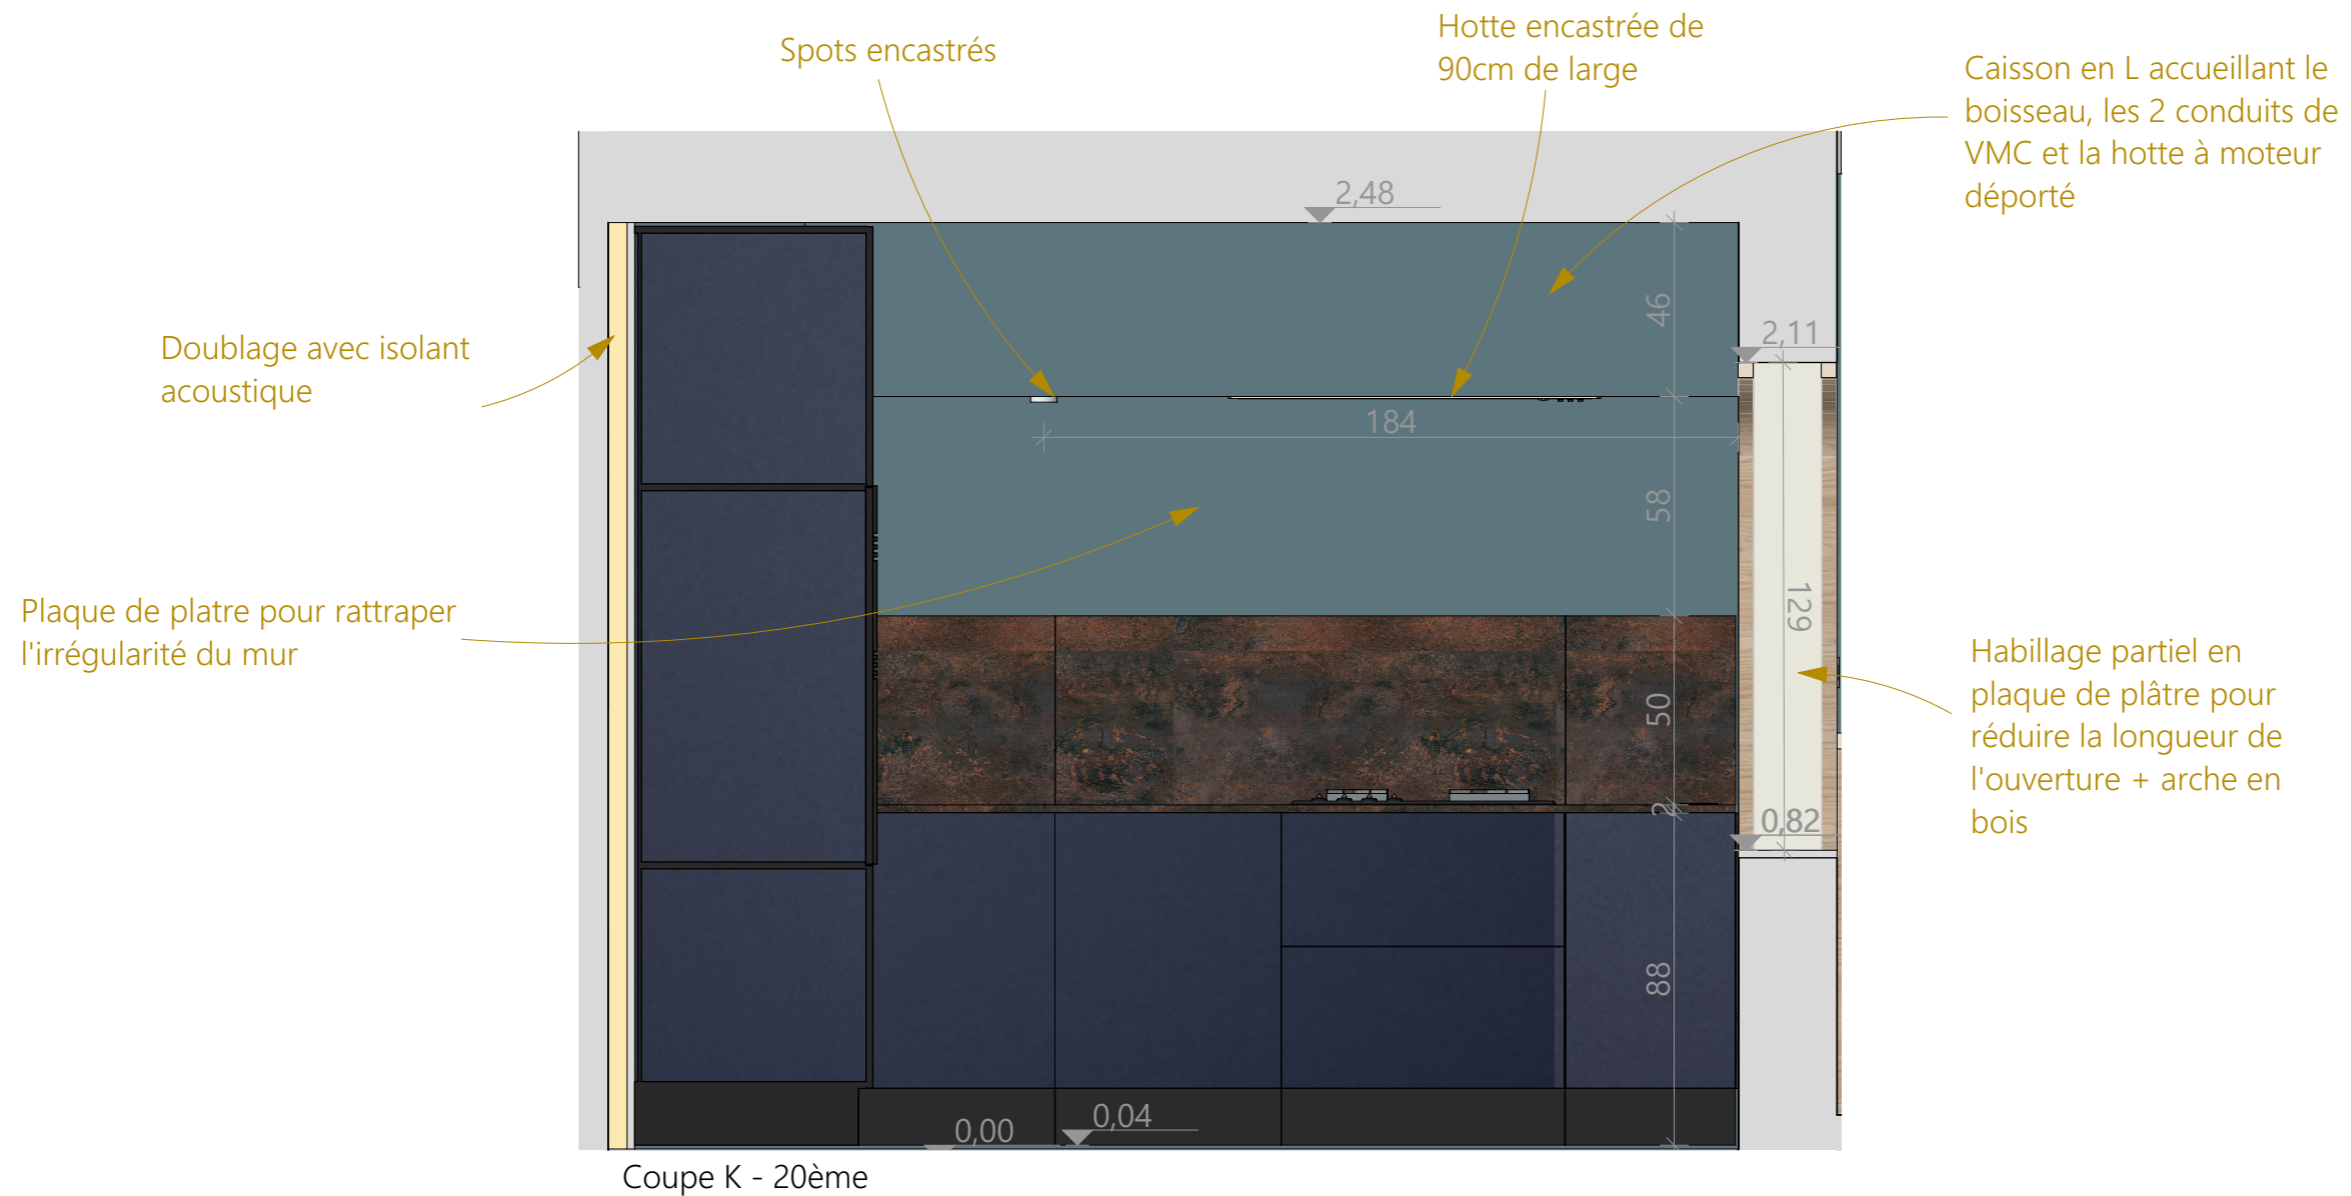 Spots encastrés
Hotte encastrée de
90cm de large
Caisson en L accueillant le
boisseau, les 2 conduits de
VMC et la hotte à moteur
déporté
2,48
46
2,11
Doublage avec isolant
acoustique
184
58
129
Plaque de platre pour rattraper
l'irrégularité du mur
Habillage partiel en
plaque de plâtre pour
réduire la longueur de
l'ouverture + arche en
bois
50
2
0,82
88
0,00
0,04
Coupe K - 20ème